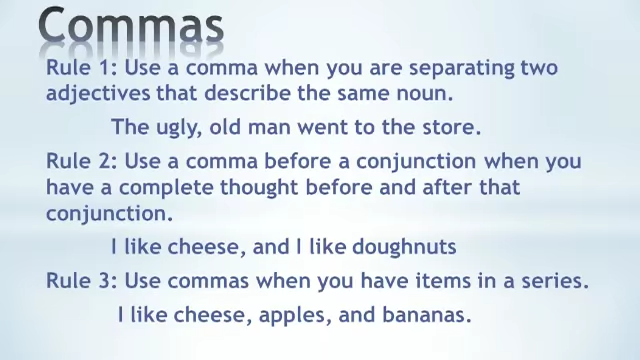 Commas
Rule 1: Use a comma when you are separating two
adjectives that describe the same noun.
The ugly, old man went to the store.
Rule 2: Use a comma before a conjunction when you
have a complete thought before and after that
conjunction.
I like cheese, and I like doughnuts
Rule 3: Use commas when you have items in a series.
I like cheese, apples, and bananas.